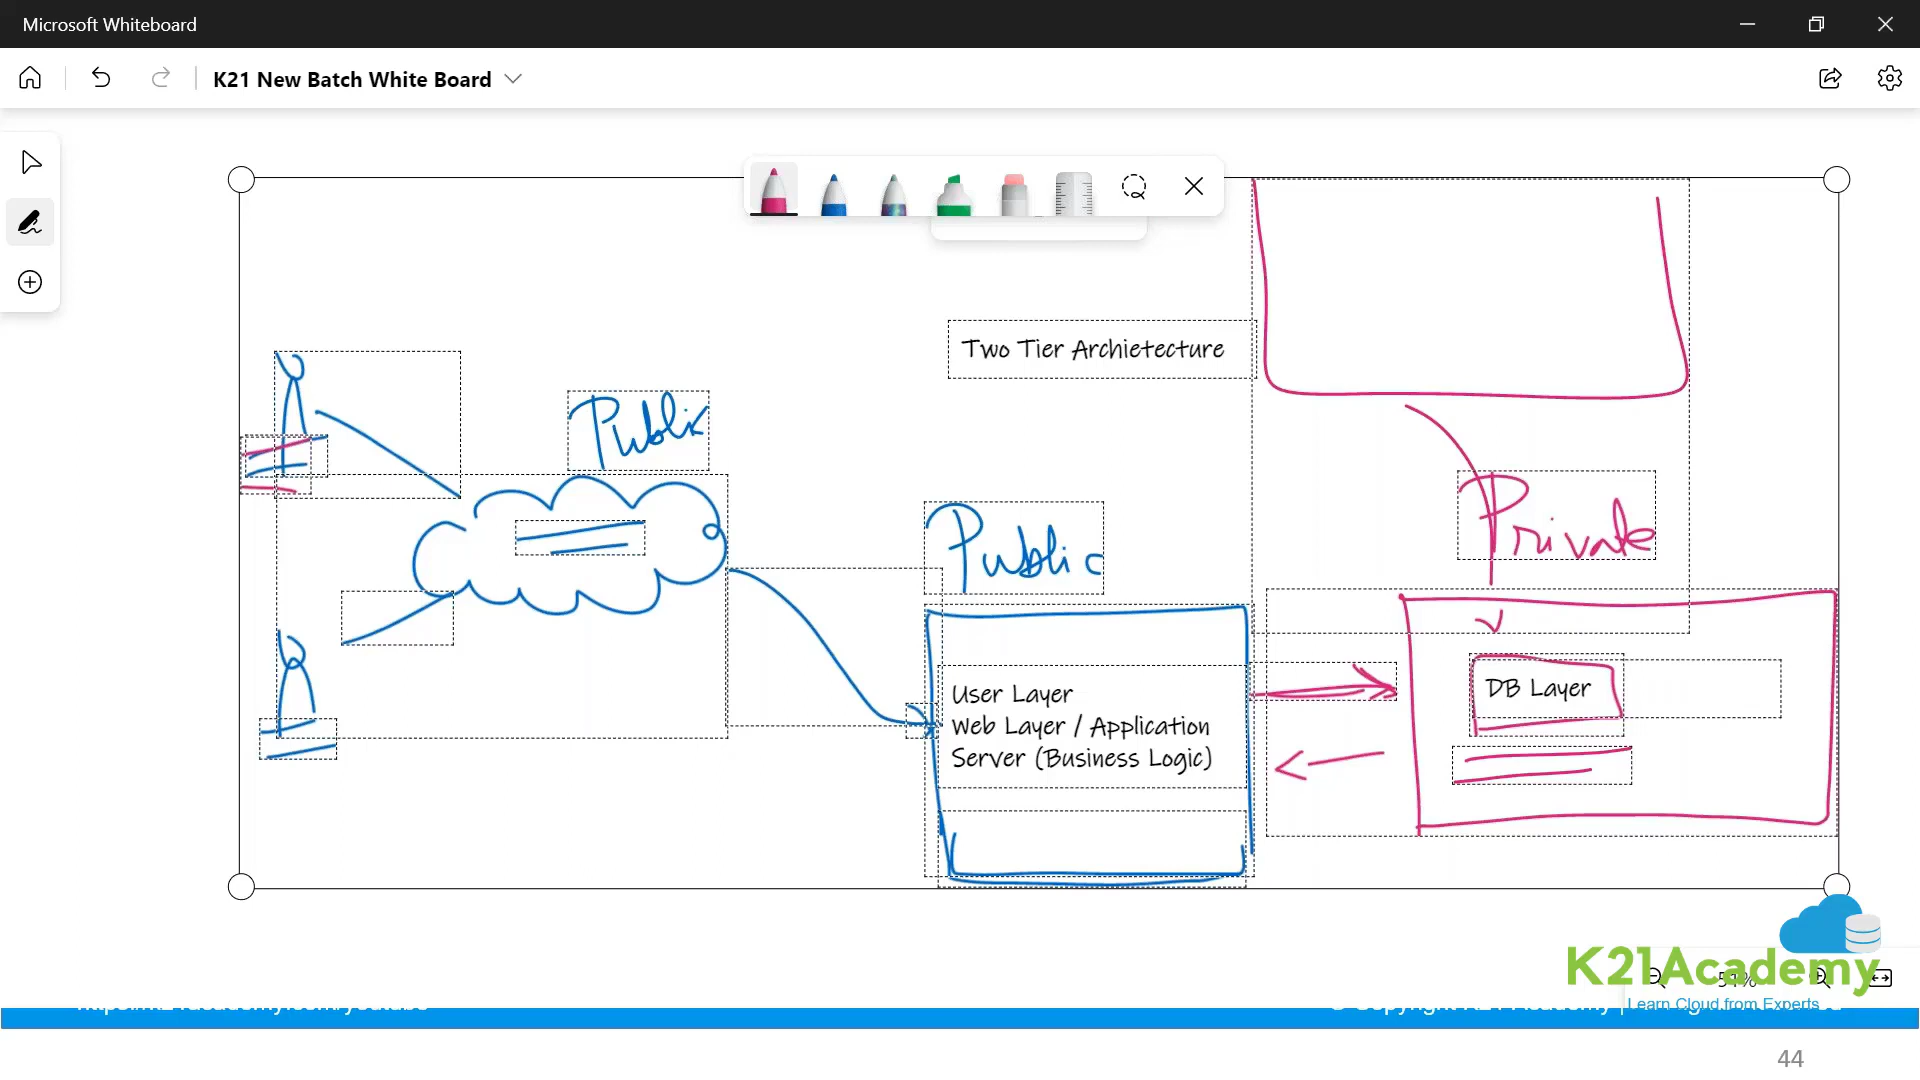 Microsoft Whiteboard
K21 New Batch White Board
Two Tier Archietecture
Public
Public
Private
User Layer
Web Layer / Application
Server (Business Logic)
DB Layer
K21Academy
51%
Learn Cloud from Experts
44